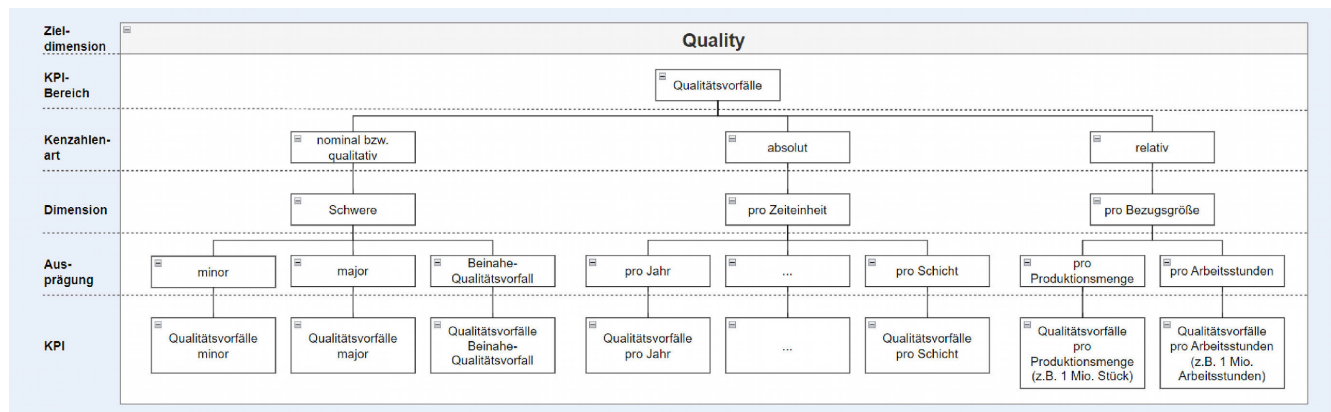 Ziel-
dimension
Quality
KPI-
Bereich
Qualitätsvorfälle
Kenzahlen-
art
nominal bzw.
qualitativ
absolut
relativ
Dimension
Schwere
pro Zeiteinheit
pro Bezugsgröße
Aus-
prägung
minor
major
Beinahe-
Qualitätsvorfall
pro Jahr
...
pro Schicht
pro
Produktionsmenge
pro Arbeitsstunden
KPI
Qualitätsvorfälle
minor
Qualitätsvorfälle
major
Qualitätsvorfälle
Beinahe-
Qualitätsvorfall
Qualitätsvorfälle
pro Jahr
...
Qualitätsvorfälle
pro Schicht
Qualitätsvorfälle
pro
Produktionsmenge
(z.B. 1 Mio. Stück)
Qualitätsvorfälle
pro Arbeitsstunden
(z.B. 1 Mio.
Arbeitsstunden)